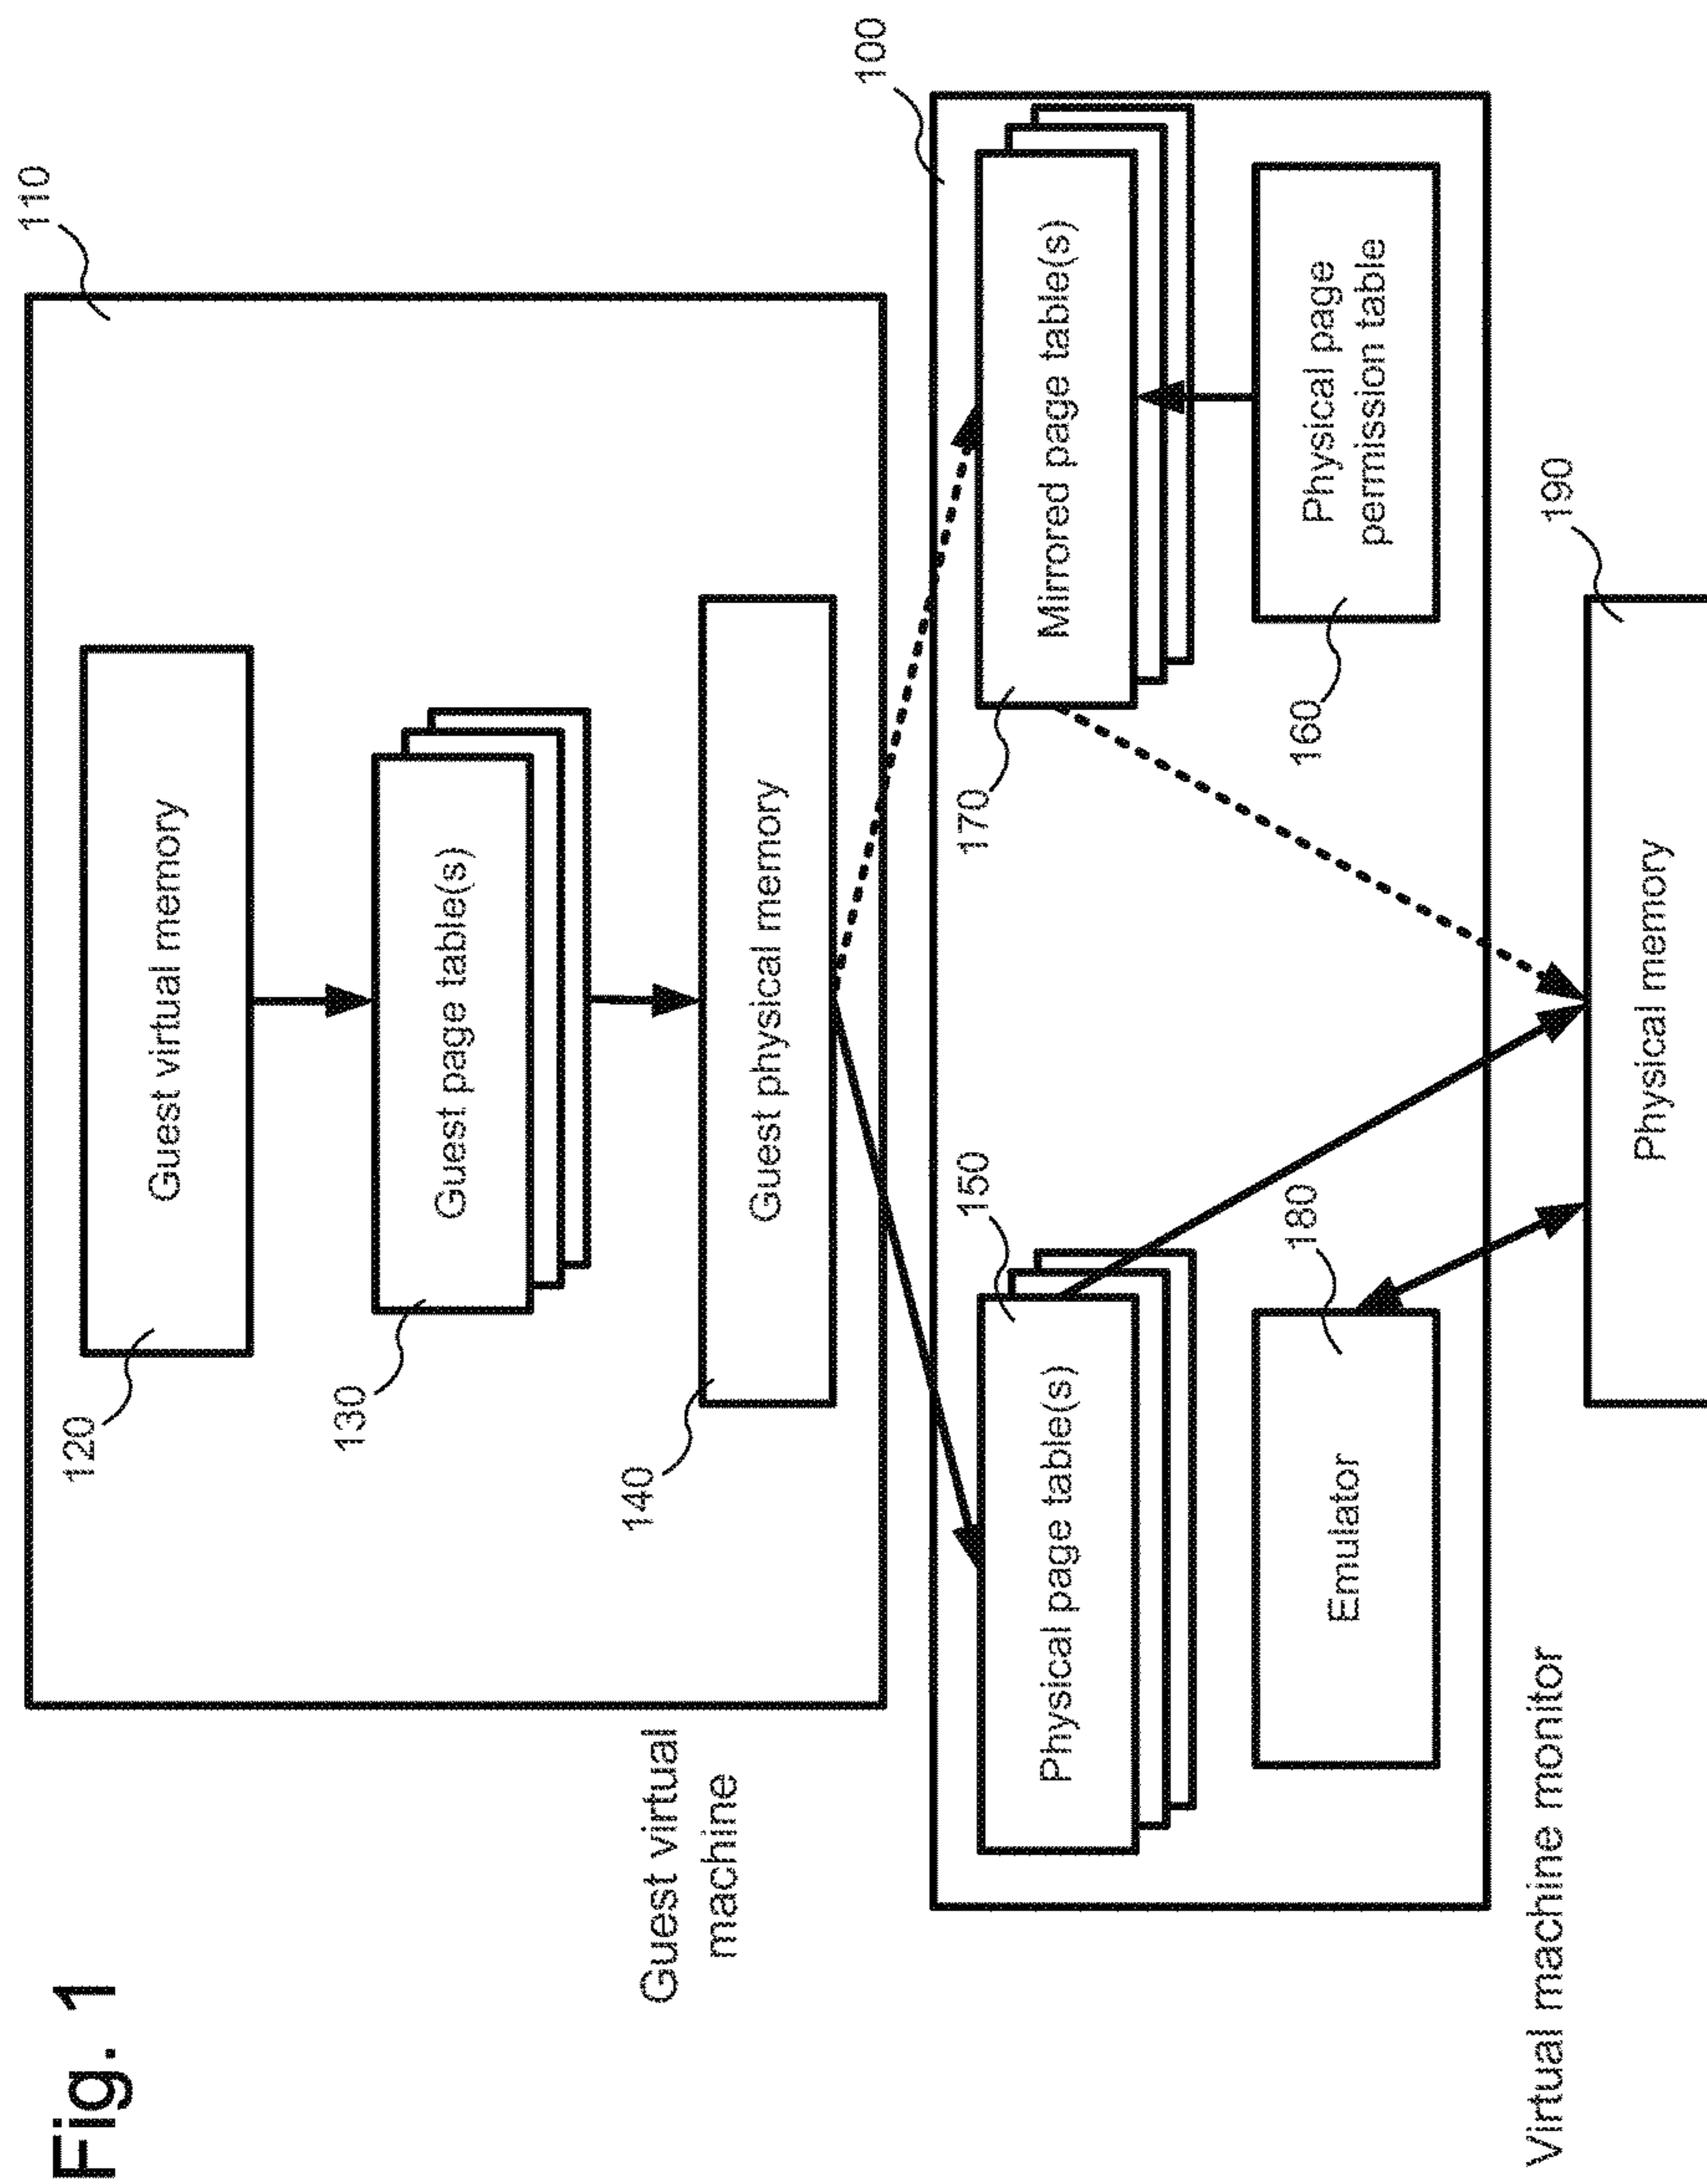 Fig. 1
110
Guest virtual memory
120
Guest page table(s)
130
Guest physical memory
140
Guest virtual
machine
100
Physical page table(s)
150
Mirrored page table(s)
170
Emulator
180
Physical page
permission table
160
Virtual machine monitor
Physical memory
190